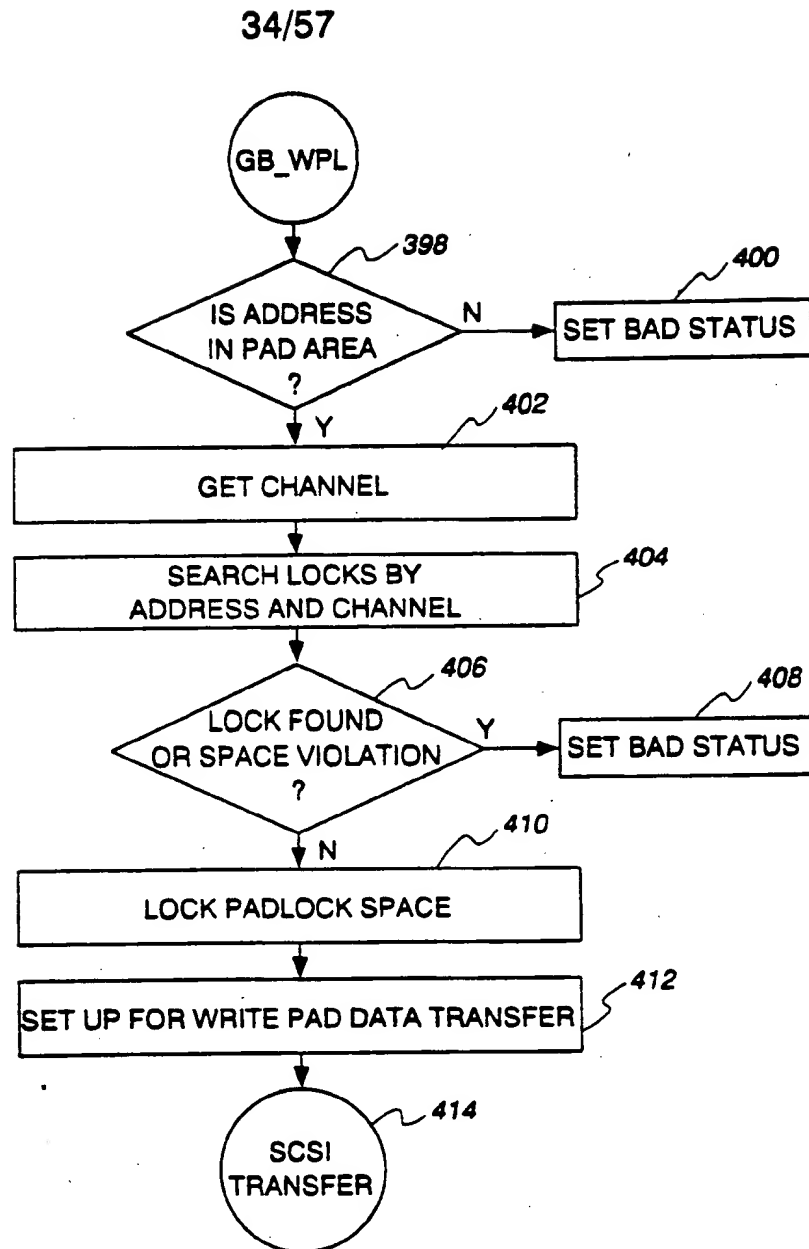 34/57
GB_WPL
398
IS ADDRESS
IN PAD AREA
?
N
400
SET BAD STATUS
Y
402
GET CHANNEL
SEARCH LOCKS BY
ADDRESS AND CHANNEL
404
406
LOCK FOUND
OR SPACE VIOLATION
?
Y
408
SET BAD STATUS
N
410
LOCK PADLOCK SPACE
SET UP FOR WRITE PAD DATA TRANSFER
412
SCSI
TRANSFER
414